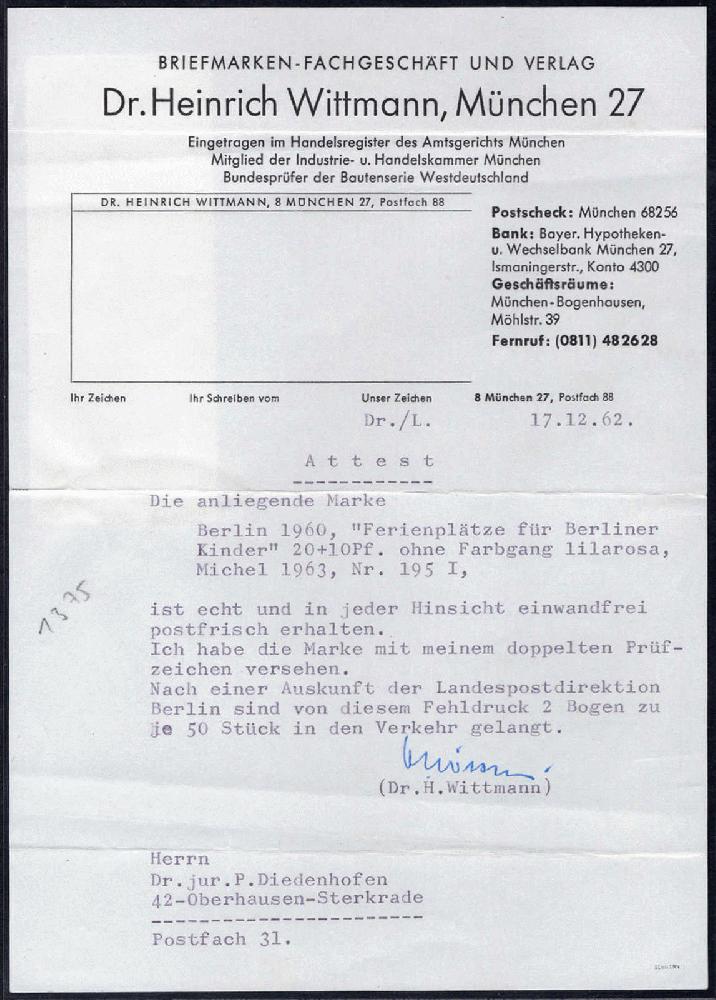 BRIEFMARKEN-FACHGESCHÄFT UND VERLAG
Dr. Heinrich Wittmann, München 27
Eingetragen im Handelsregister des Amtsgerichts München
Mitglied der Industrie- u. Handelskammer München
Bundesprüfer der Bautenserie Westdeutschland
DR. HEINRICH WITTMANN, 8 MÜNCHEN 27, Postfach 88
Postscheck: München 68256
Bank: Bayer. Hypotheken-
u. Wechselbank München 27,
Ismaningerstr., Konto 4300
Geschäftsräume:
München-Bogenhausen,
Möhlstr. 39
Fernruf: (0811) 482628
Ihr Zeichen Ihr Schreiben vom Unser Zeichen 8 München 27, Postfach 88
Dr./L. 17.12.62.
A t t e s t
Die anliegende Marke
Berlin 1960, "Ferienplätze für Berliner
Kinder" 20+10Pf. ohne Farbgang lilarosa,
Michel 1963, Nr. 195 I,
1375
ist echt und in jeder Hinsicht einwandfrei
postfrisch erhalten.
Ich habe die Marke mit meinem doppelten Prüf-
zeichen versehen.
Nach einer Auskunft der Landespostdirektion
Berlin sind von diesem Fehldruck 2 Bogen zu
je 50 Stück in den Verkehr gelangt.
(Dr.H.Wittmann)
Herrn
Dr.jur.P.Diedenhofen
42-Oberhausen-Sterkrade
Postfach 31.